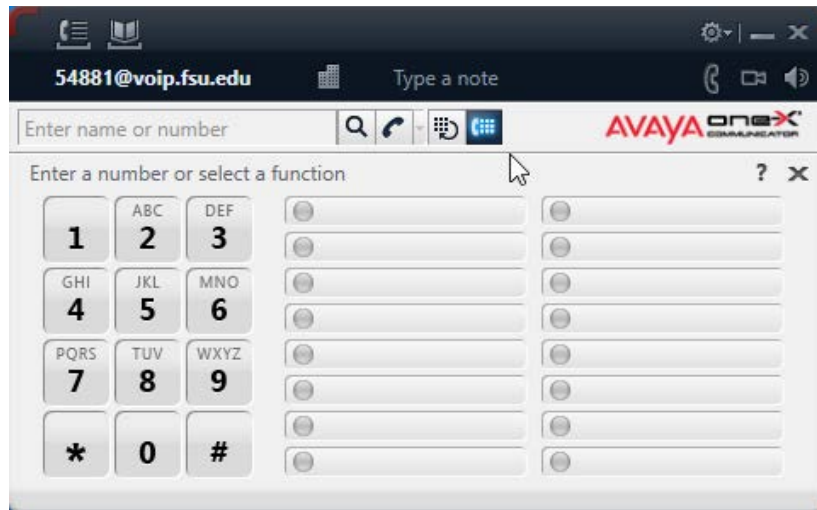 54881@voip.fsu.edu Type a note
Enter name or number AVAYA one-X
COMMUNICATOR
Enter a number or select a function ?
ABC DEF
1 2 3
GHI JKL MNO
4 5 6
PQRS TUV WXYZ
7 8 9
* 0 #